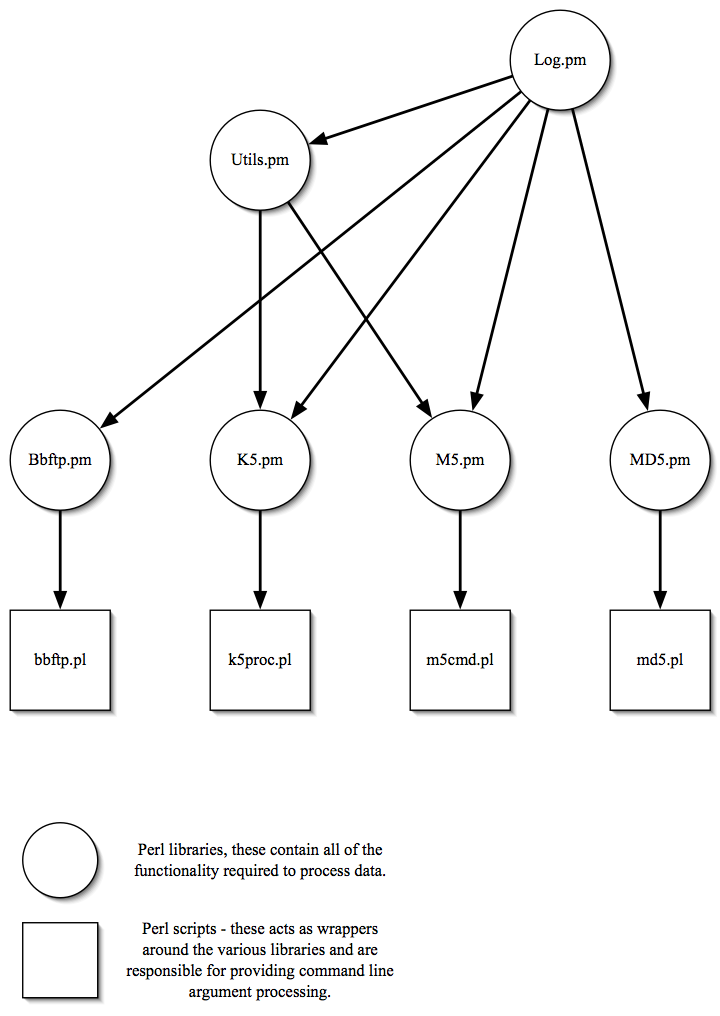 Log.pm
Utils.pm
Bbftp.pm
K5.pm
M5.pm
MD5.pm
bbftp.pl
k5proc.pl
m5cmd.pl
md5.pl
Perl libraries, these contain all of the
functionality required to process data.
Perl scripts - these acts as wrappers
around the various libraries and are
responsible for providing command line
argument processing.